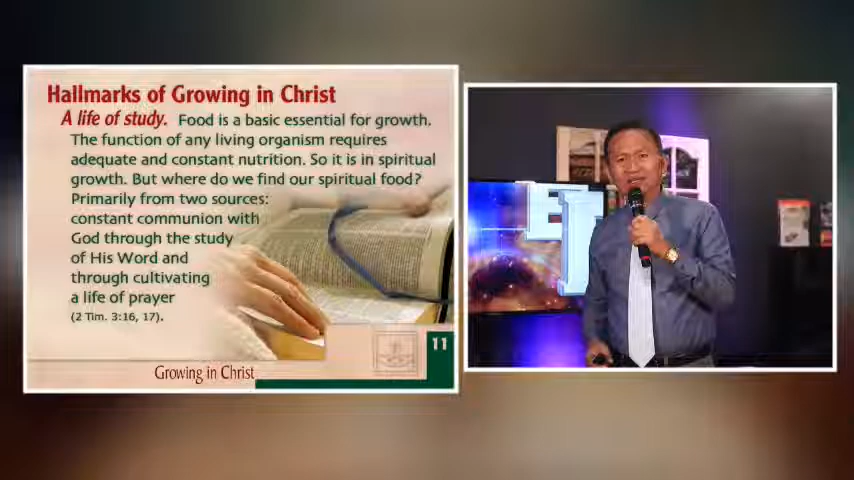 Hallmarks of Growing in Christ
A life of study. Food is a basic essential for growth.
The function of any living organism requires
adequate and constant nutrition. So it is in spiritual
growth. But where do we find our spiritual food?
Primarily from two sources:
constant communion with
God through the study
of His Word and
through cultivating
a life of prayer
(2 Tim. 3:16, 17).
11
Growing in Christ